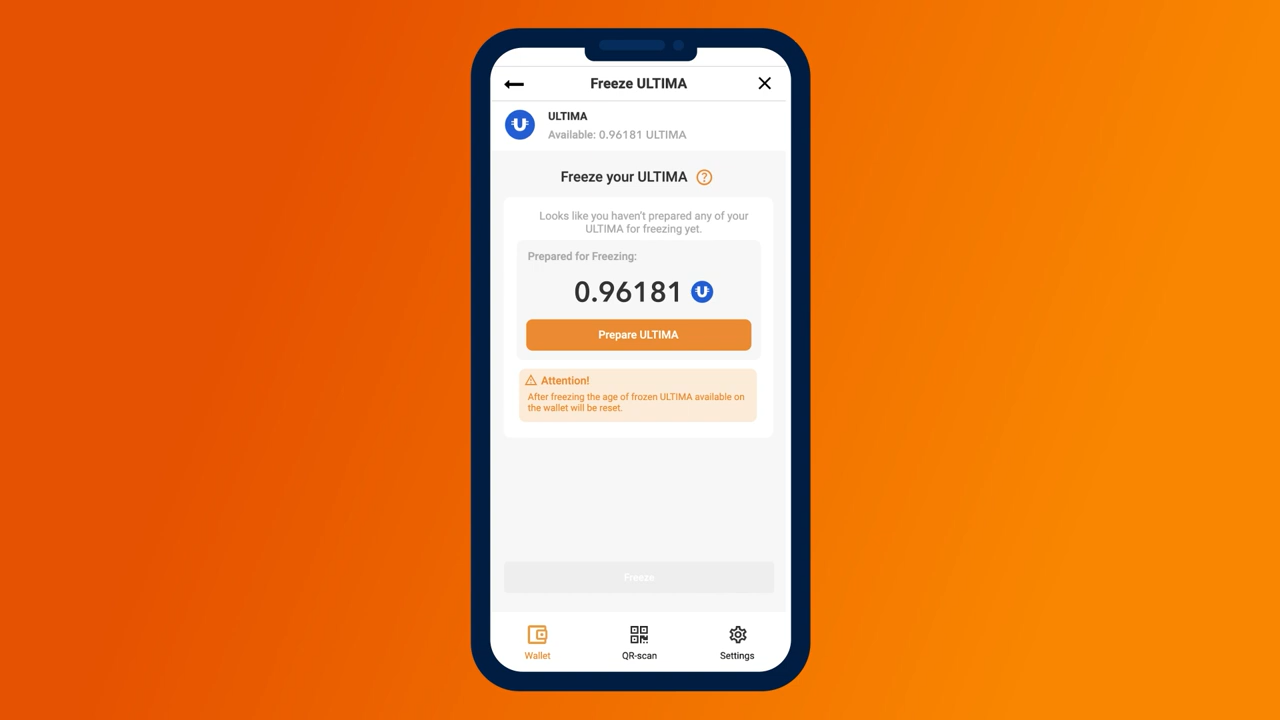 Freeze ULTIMA
ULTIMA
Available: 0.96181 ULTIMA
Freeze your ULTIMA
Looks like you haven't prepared any of your
ULTIMA for freezing yet.
Prepared for Freezing:
0.96181
Prepare ULTIMA
Attention!
After freezing the age of frozen ULTIMA available on
the wallet will be reset.
Freeze
Wallet
QR-scan
Settings